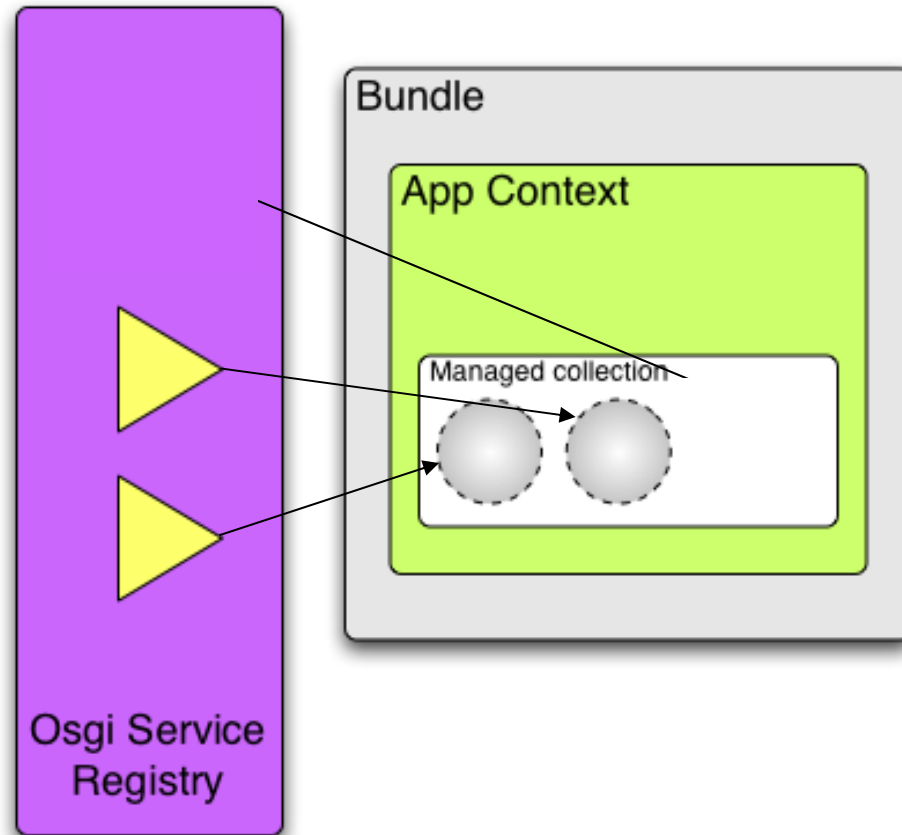 Bundle
App Context
Managed collection
Osgi Service
Registry